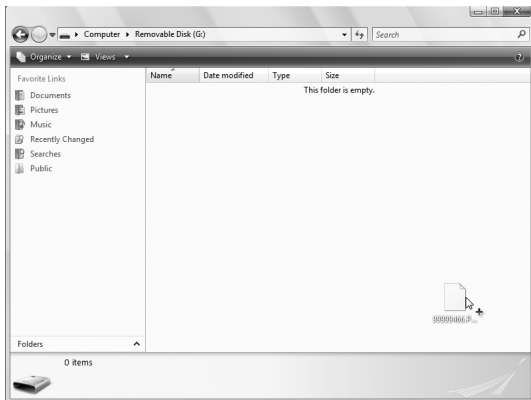 Computer Removable Disk (G:)
Search
Organize Views
Favorite Links
Documents
Pictures
Music
Recently Changed
Searches
Public
Folders
Name Date modified Type Size
This folder is empty.
99999466.P...
0 items